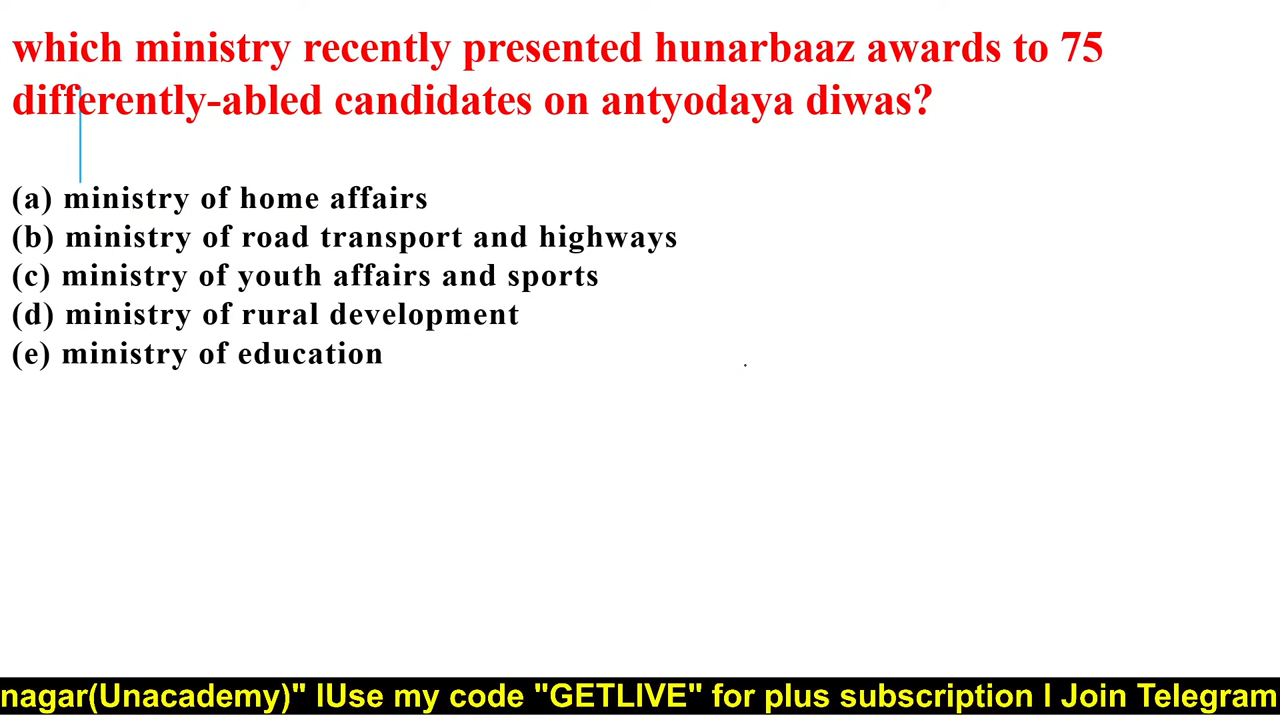 which ministry recently presented hunarbaaz awards to 75
differently-abled candidates on antyodaya diwas?
(a) ministry of home affairs
(b) ministry of road transport and highways
(c) ministry of youth affairs and sports
(d) ministry of rural development
(e) ministry of education
nagar(Unacademy)" IUse my code "GETLIVE" for plus subscription I Join Telegram